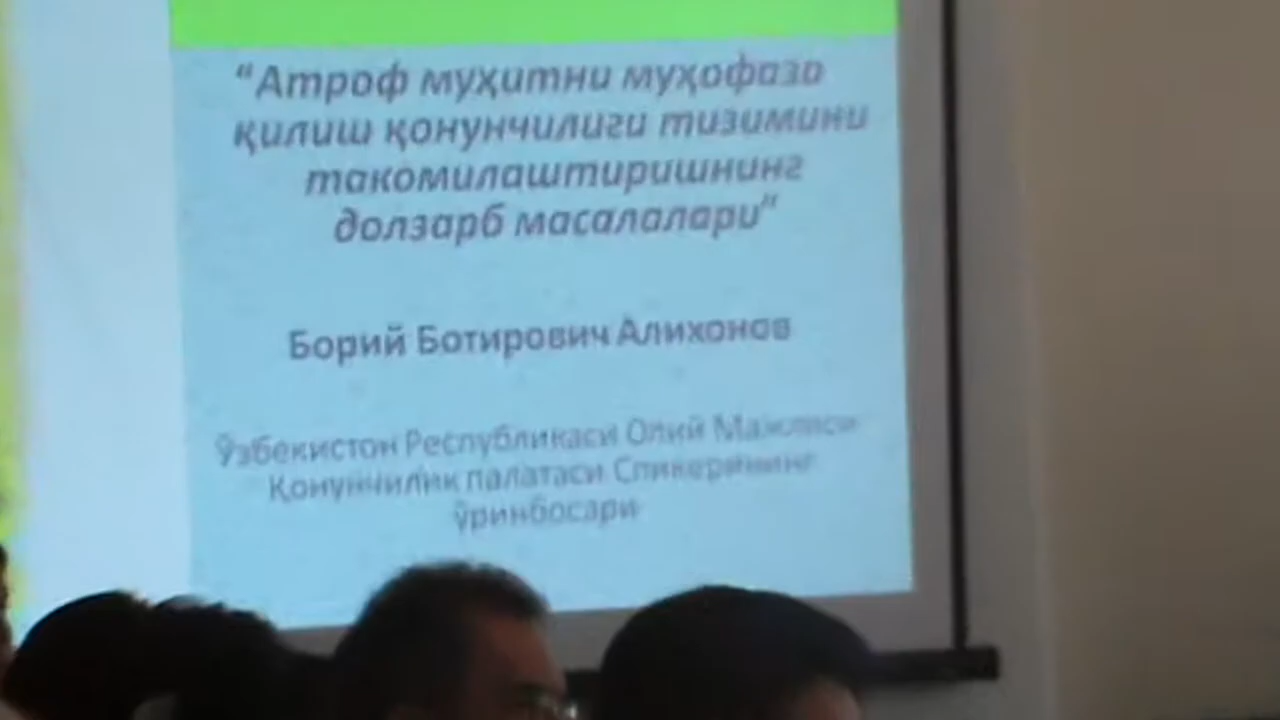 “Атроф муҳитни муҳофаза
қилиш қонунчилиги тизимини
такомилаштиришнинг
долзарб масалалари”
Борий Ботирович Алихонов
Ўзбекистон Республикаси Олий Мажлиси
Қонунчилик палатаси Спикерининг
ўринбосари